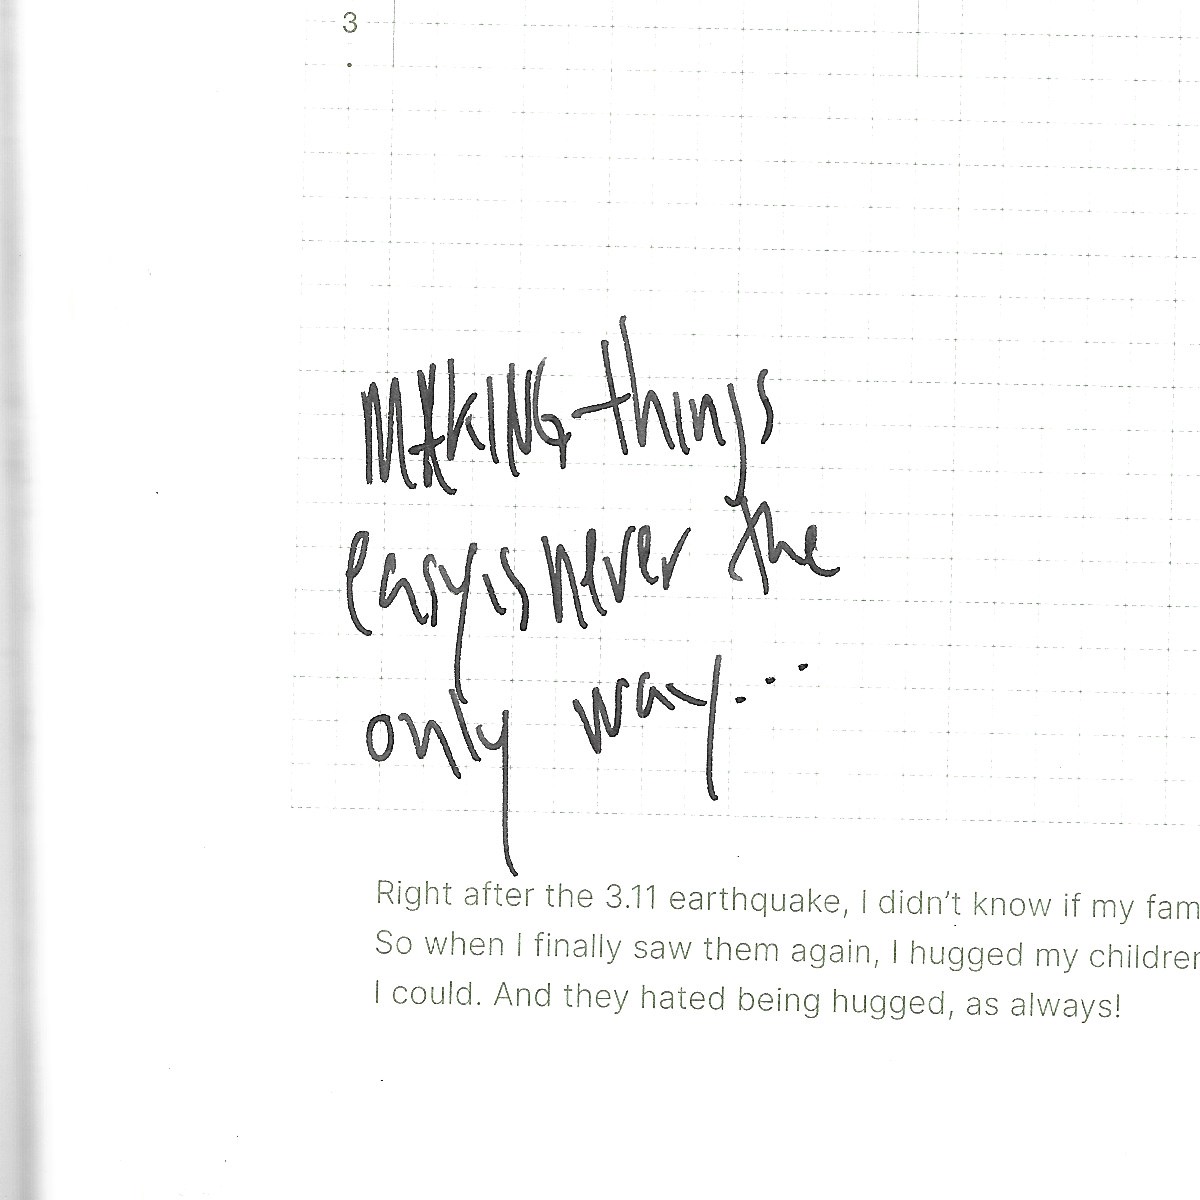 3
MAKING things
easy is never the
only way...
Right after the 3.11 earthquake, I didn't know if my fam
So when I finally saw them again, I hugged my children
I could. And they hated being hugged, as always!